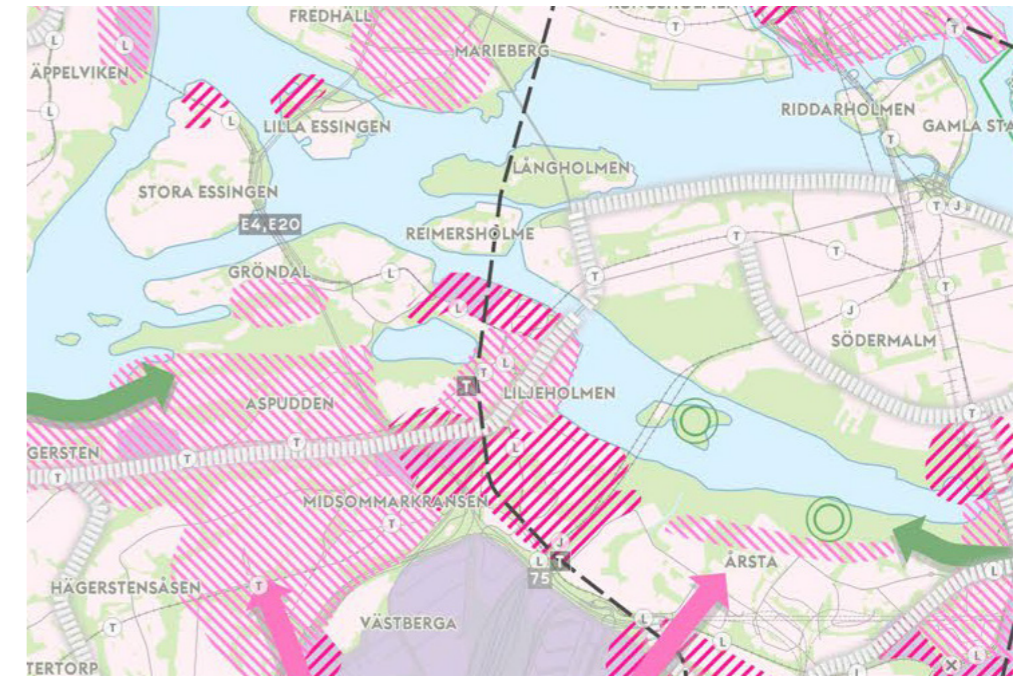 FREDHÄLL
MARIEBERG
ÄPPELVIKEN
L
L
L
T
RIDDARHOLMEN
GAMLA STA
LILLA ESSINGEN
L
T
LÅNGHOLMEN
STORA ESSINGEN
E4,E20
REIMERSHOLME
T
T
J
GRÖNDAL
L
T
T
T
L
J
SÖDERMALM
L
T
T
LILJEHOLMEN
ASPUDDEN
T
T
GERSTEN
T
T
L
MIDSOMMARKRANSEN
T
J
L
T
75
ÅRSTA
L
HÄGERSTENSÅSEN
T
T
VÄSTBERGA
L
L
L
TERTORP
L